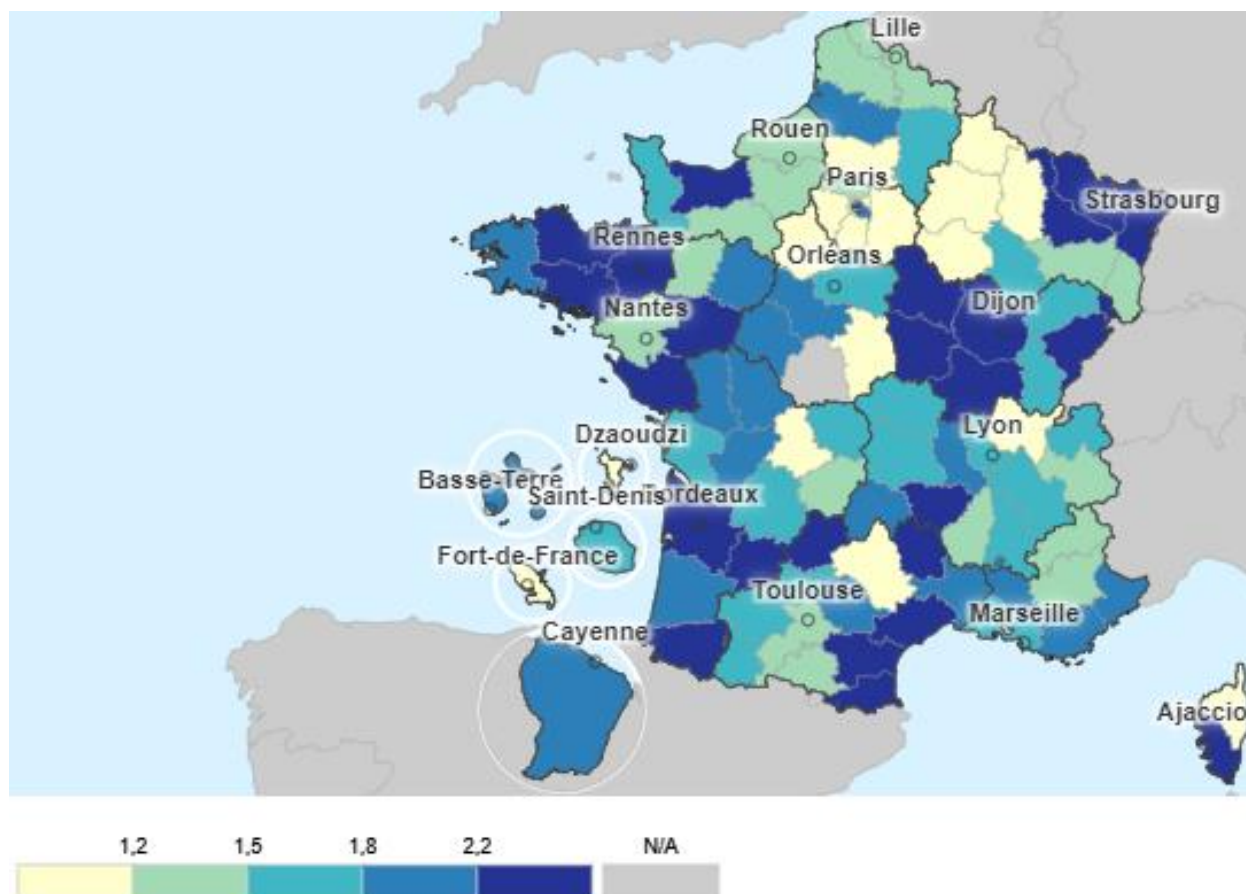 Lille
Rouen
Paris
Strasbourg
Rennes
Orléans
Nantes
Dijon
Dzaoudzi
Lyon
Basse-Terre
Saint-Denis
Bordeaux
Fort-de-France
Toulouse
Marseille
Cayenne
Ajaccio
1,2 1,5 1,8 2,2 N/A